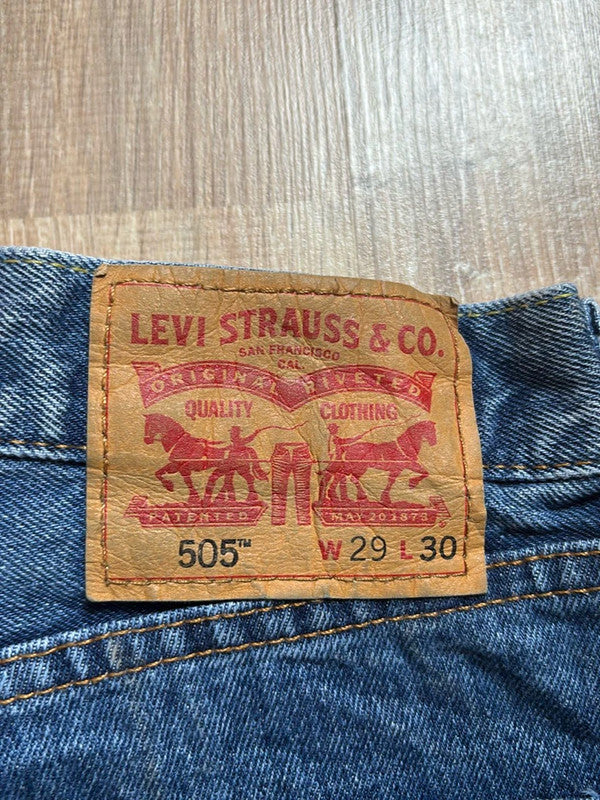 LEVI STRAUSS & CO.
SAN FRANCISCO
CAL.
ORIGINAL RIVETED
QUALITY CLOTHING
PATENTED MAY 20 1873
505™ W 29 L 30